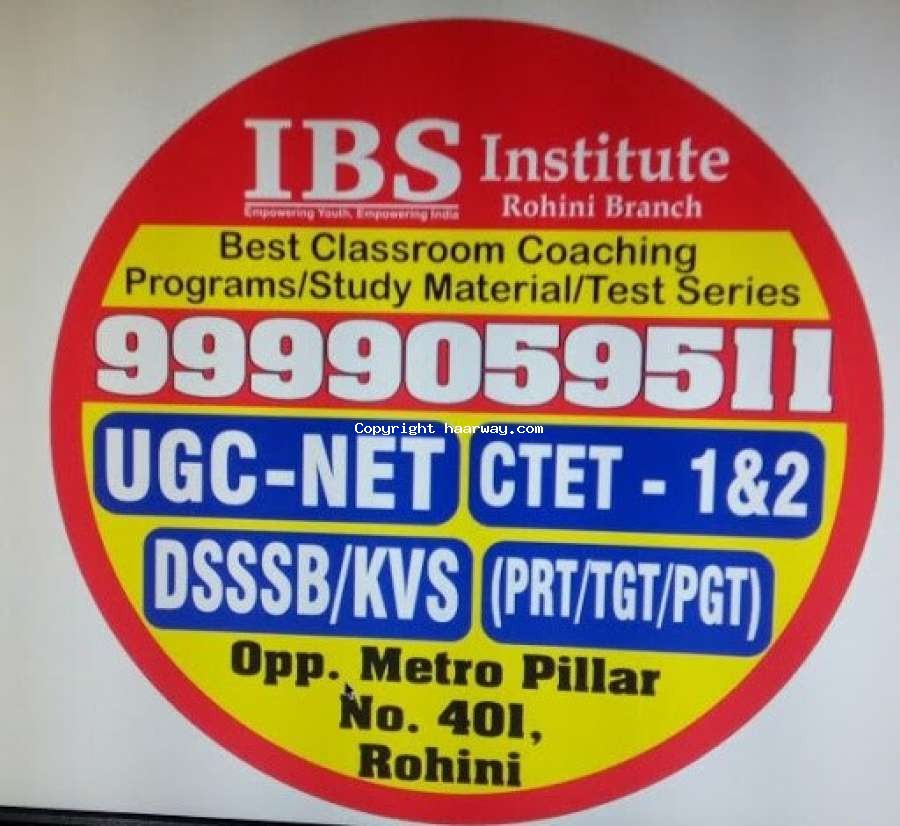 IBS Institute
Empowering Youth, Empowering India
Rohini Branch
Best Classroom Coaching
Programs/Study Material/Test Series
9999059511
Copyright haarway.com
UGC-NET CTET - 1&2
DSSSB/KVS (PRT/TGT/PGT)
Opp. Metro Pillar
No. 401,
Rohini